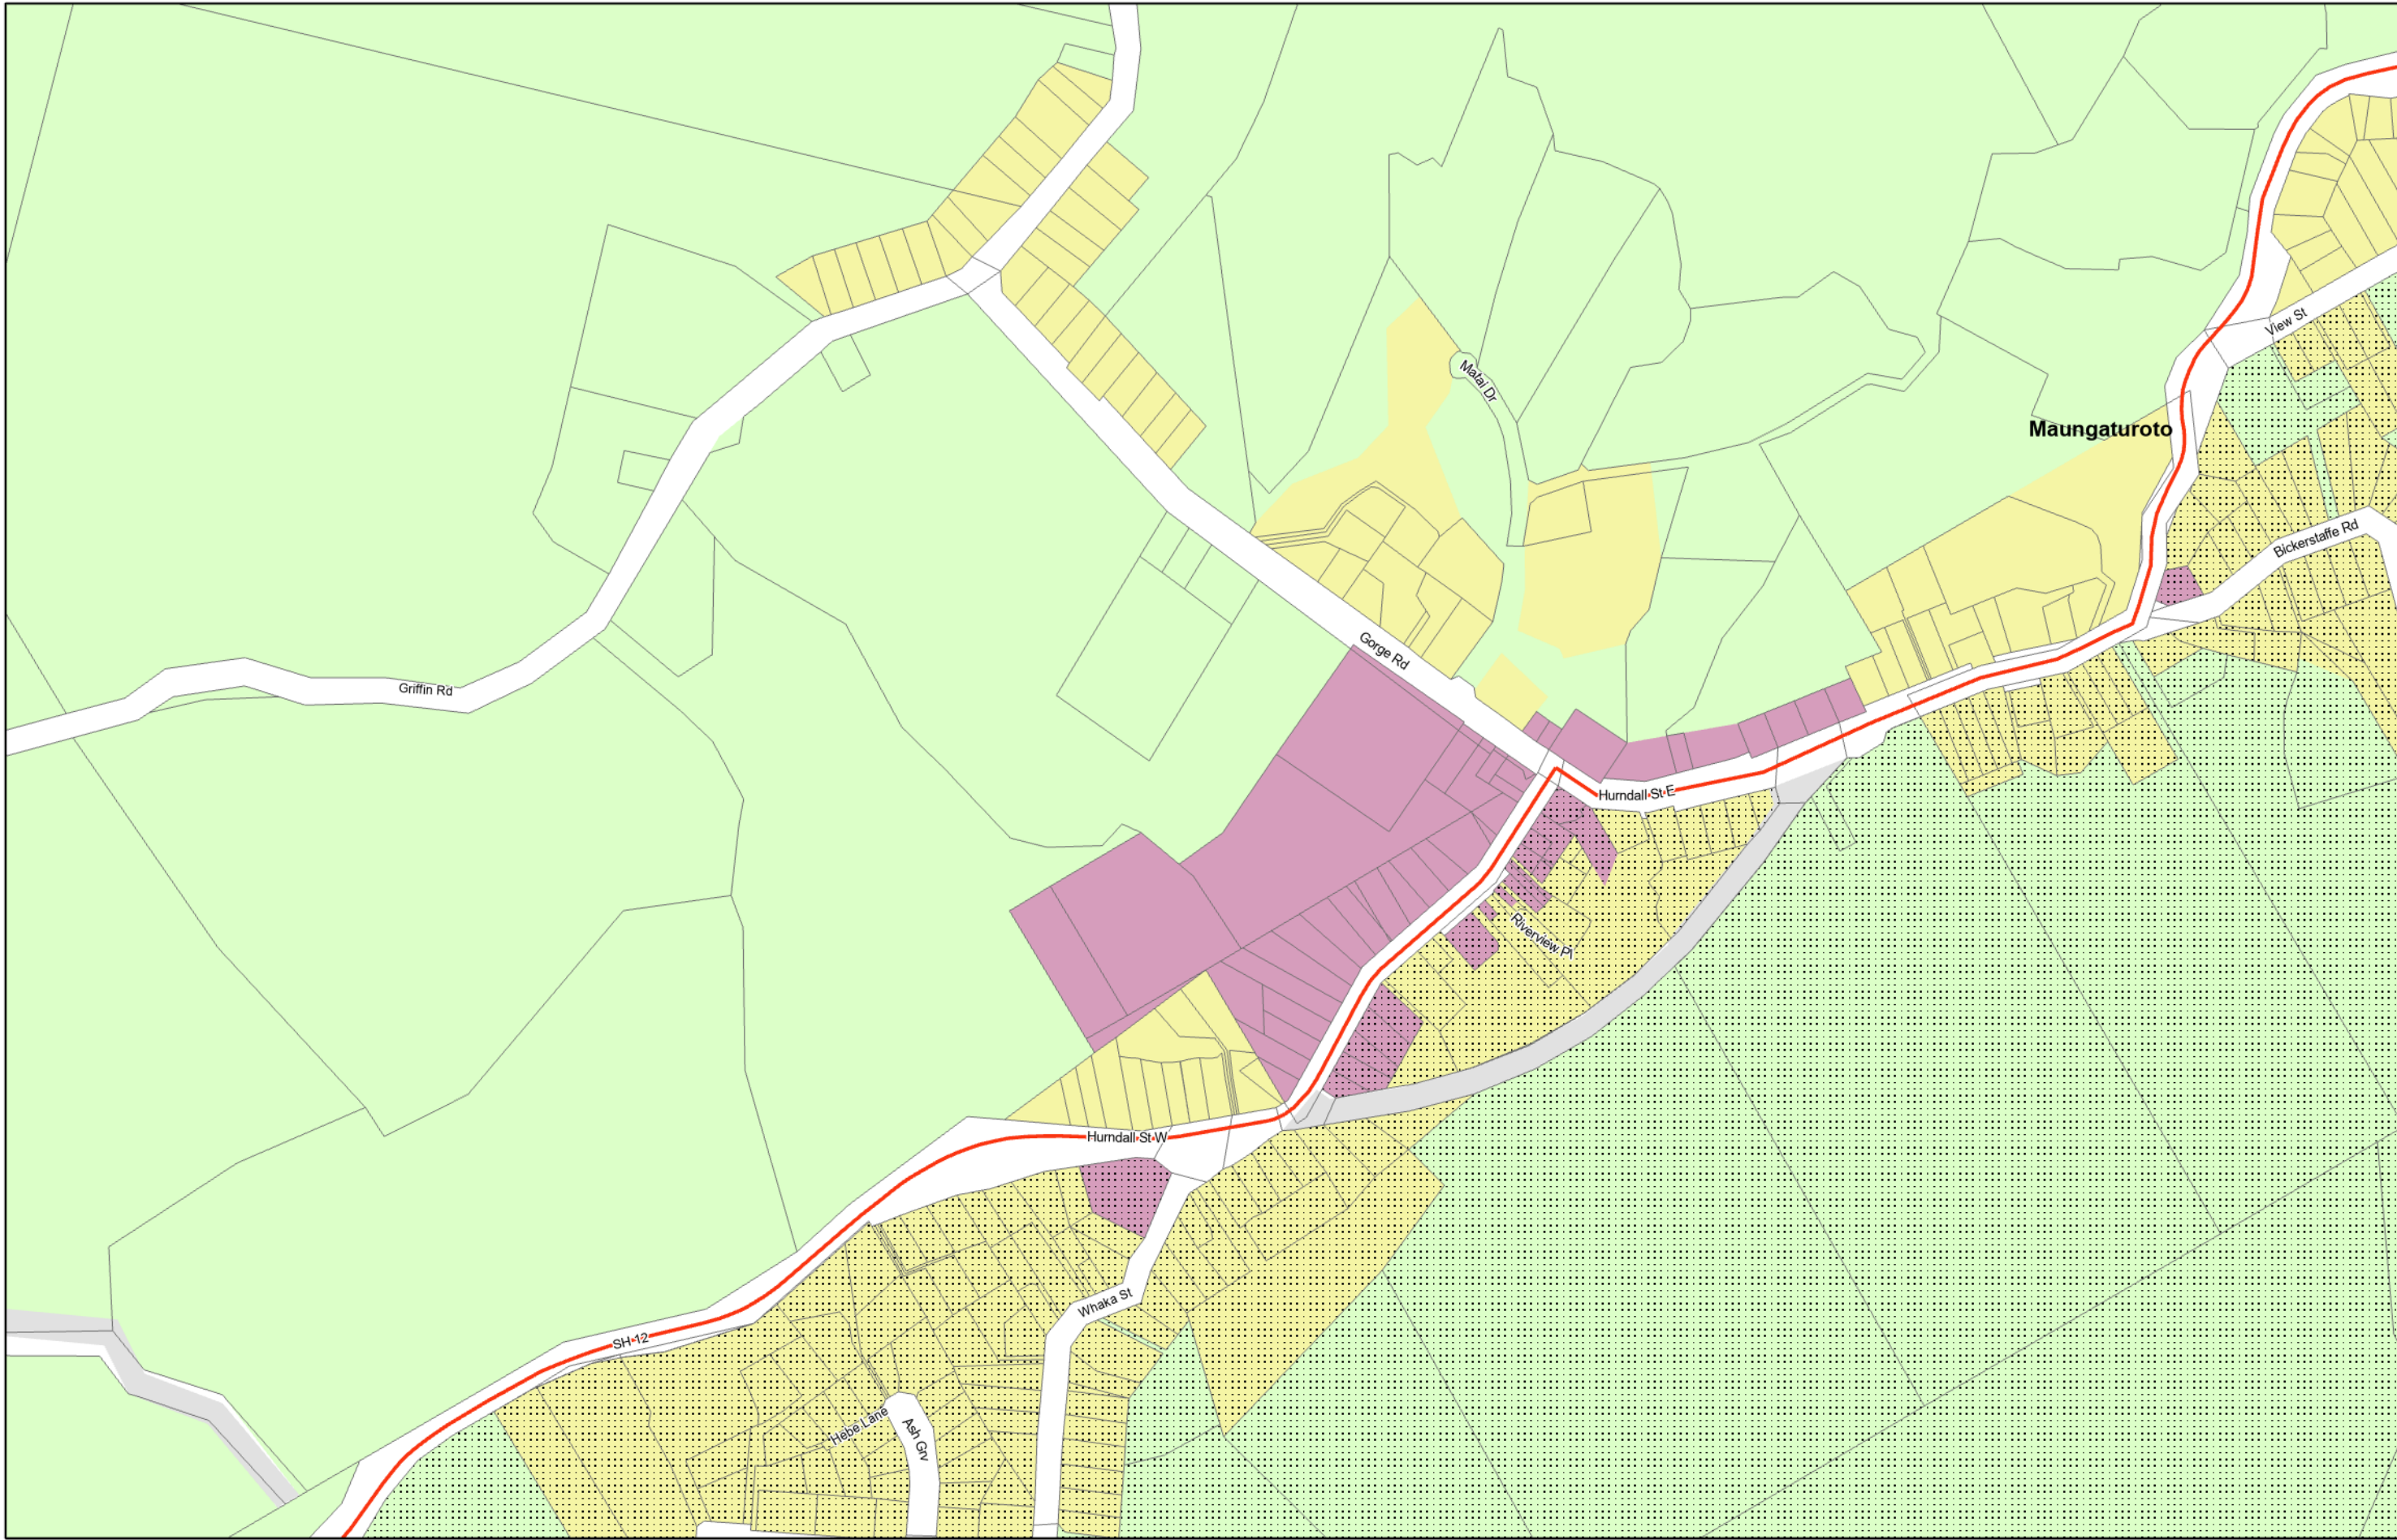 View St
Matai Dr
Maungaturoto
Bickerstaffe Rd
Gorge Rd
Griffin Rd
Hurndall St E
Riverview Pl
Hurndall St W
Whaka St
SH 12
Hebe Lane
Ash Grv